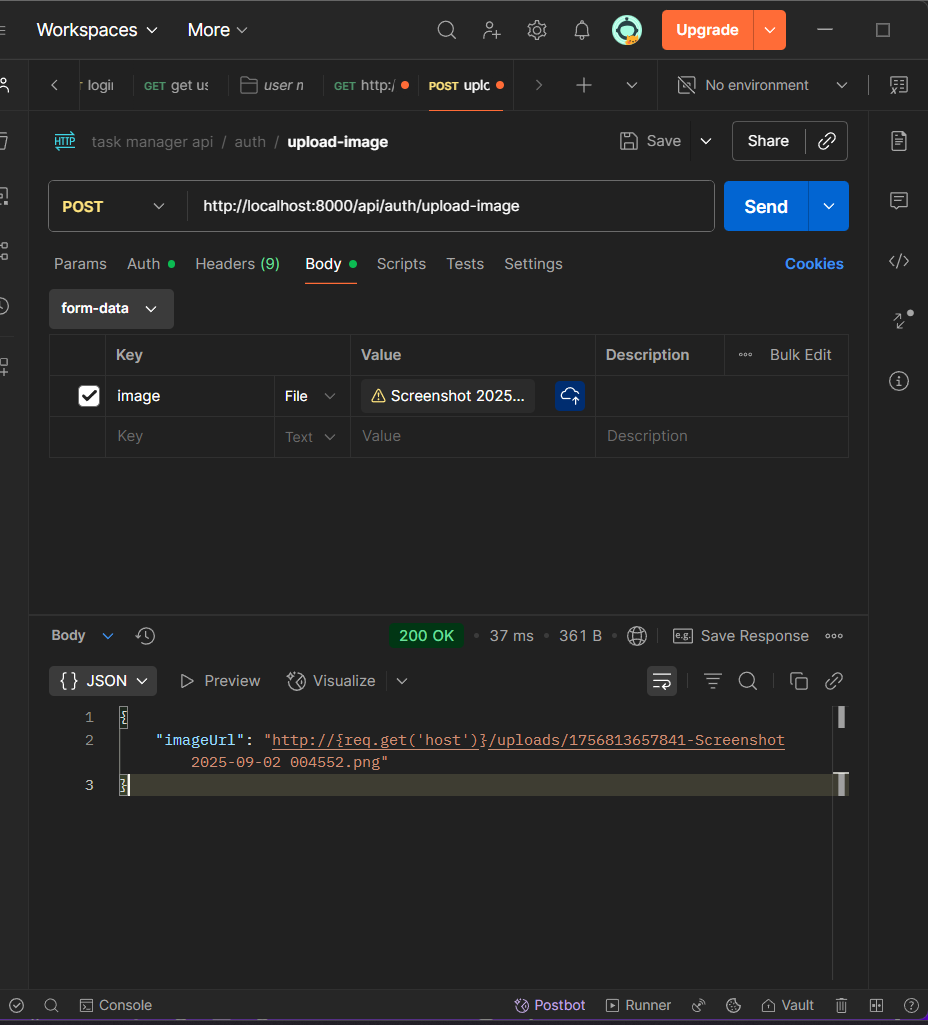 Workspaces More Upgrade
login GET get us user n GET http:/ POST uplo No environment
HTTP task manager api / auth / upload-image Save Share
POST http://localhost:8000/api/auth/upload-image Send
Params Auth Headers (9) Body Scripts Tests Settings Cookies
form-data
Key Value Description Bulk Edit
image File Screenshot 2025...
Key Text Value Description
Body 200 OK 37 ms 361 B e.g. Save Response
{} JSON Preview Visualize
1 {
2 "imageUrl": "http://{req.get('host')}/uploads/1756813657841-Screenshot
2025-09-02 004552.png"
3 }
Console Postbot Runner Vault